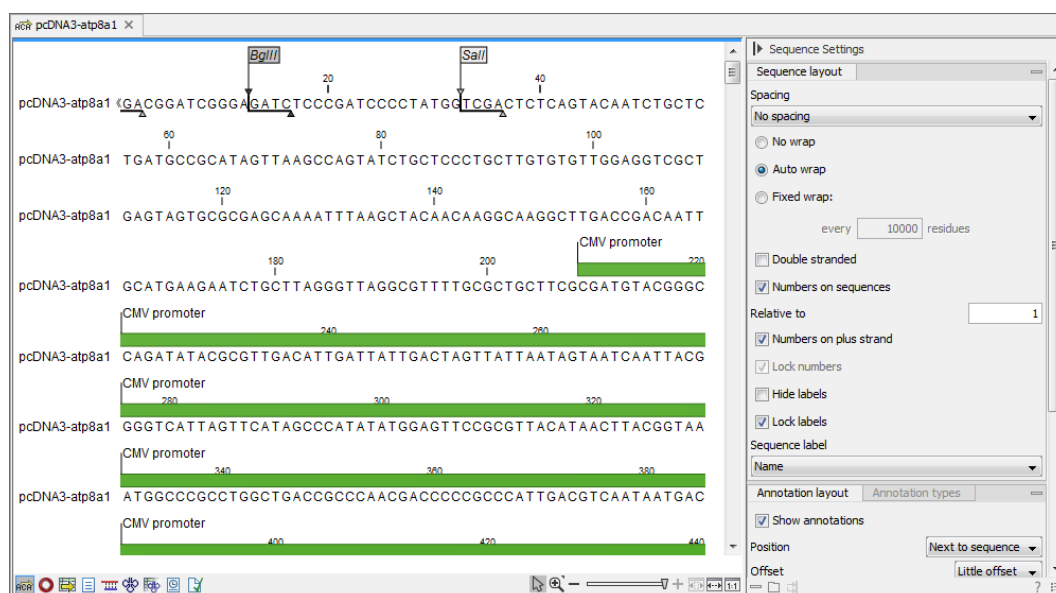 pcDNA3-atp8a1
BglII
SalI
20
40
pcDNA3-atp8a1 GACGGATCGGGAGATCTCCCGATCCCCTATGGTCGACTCTCAGTACAATCTGCTC
60
80
100
pcDNA3-atp8a1 TGATGCCGCATAGTTAAGCCAGTATCTGCTCCCTGCTTGTGTGTTGGAGGTCGCT
120
140
160
pcDNA3-atp8a1 GAGTAGTGCGCGAGCAAAATTTAAGCTACAACAAGGCAAGGCTTGACCGACAATT
CMV promoter
180
200
220
pcDNA3-atp8a1 GCATGAAGAATCTGCTTAGGGTTAGGCGTTTTGCGCTGCTTCGCGATGTACGGGC
CMV promoter
240
260
pcDNA3-atp8a1 CAGATATACGCGTTGACATTGATTATTGACTAGTTATTAATAGTAATCAATTACG
CMV promoter
280
300
320
pcDNA3-atp8a1 GGGTCATTAGTTCATAGCCCATATATGGAGTTCCGCGTTACATAACTTACGGTAA
340
360
380
pcDNA3-atp8a1 ATGGCCCGCCTGGCTGACCGCCCAACGACCCCCGCCCATTGACGTCAATAATGAC
CMV promoter
400
420
440
Sequence Settings
Sequence layout
Spacing
No spacing
No wrap
Auto wrap
Fixed wrap:
every 10000 residues
Double stranded
Numbers on sequences
Relative to 1
Numbers on plus strand
Lock numbers
Hide labels
Lock labels
Sequence label
Name
Annotation layout Annotation types
Show annotations
Position Next to sequence
Offset Little offset
1:1
?